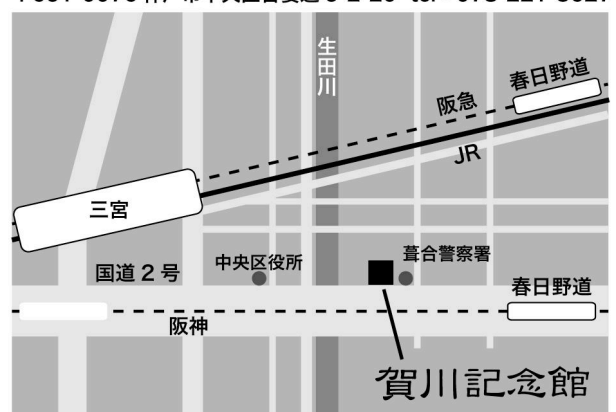 生田川
春日野道
阪急
JR
三宮
葺合警察署
中央区役所
国道2号
春日野道
阪神
賀川記念館